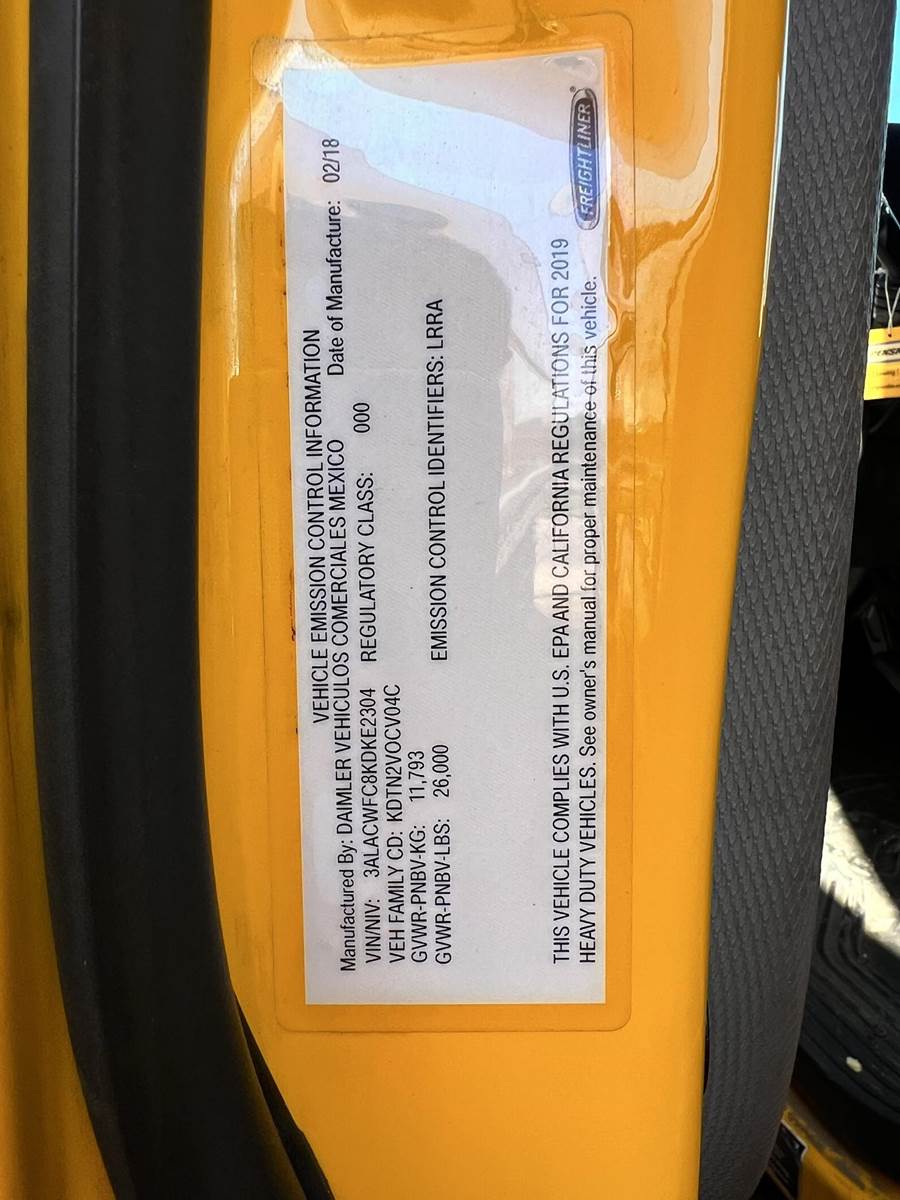 VEHICLE EMISSION CONTROL INFORMATION
Manufactured By: DAIMLER VEHICULOS COMERCIALES MEXICO Date of Manufacture: 02/18
VIN/NIV: 3ALACWFC8KDKE2304 REGULATORY CLASS: 000
VEH FAMILY CD: KDTN2VOCV04C
GVWR-PNBV-KG: 11,793
GVWR-PNBV-LBS: 26,000 EMISSION CONTROL IDENTIFIERS: LRRA
THIS VEHICLE COMPLIES WITH U.S. EPA AND CALIFORNIA REGULATIONS FOR 2019
HEAVY DUTY VEHICLES. See owner's manual for proper maintenance of this vehicle.
FREIGHTLINER